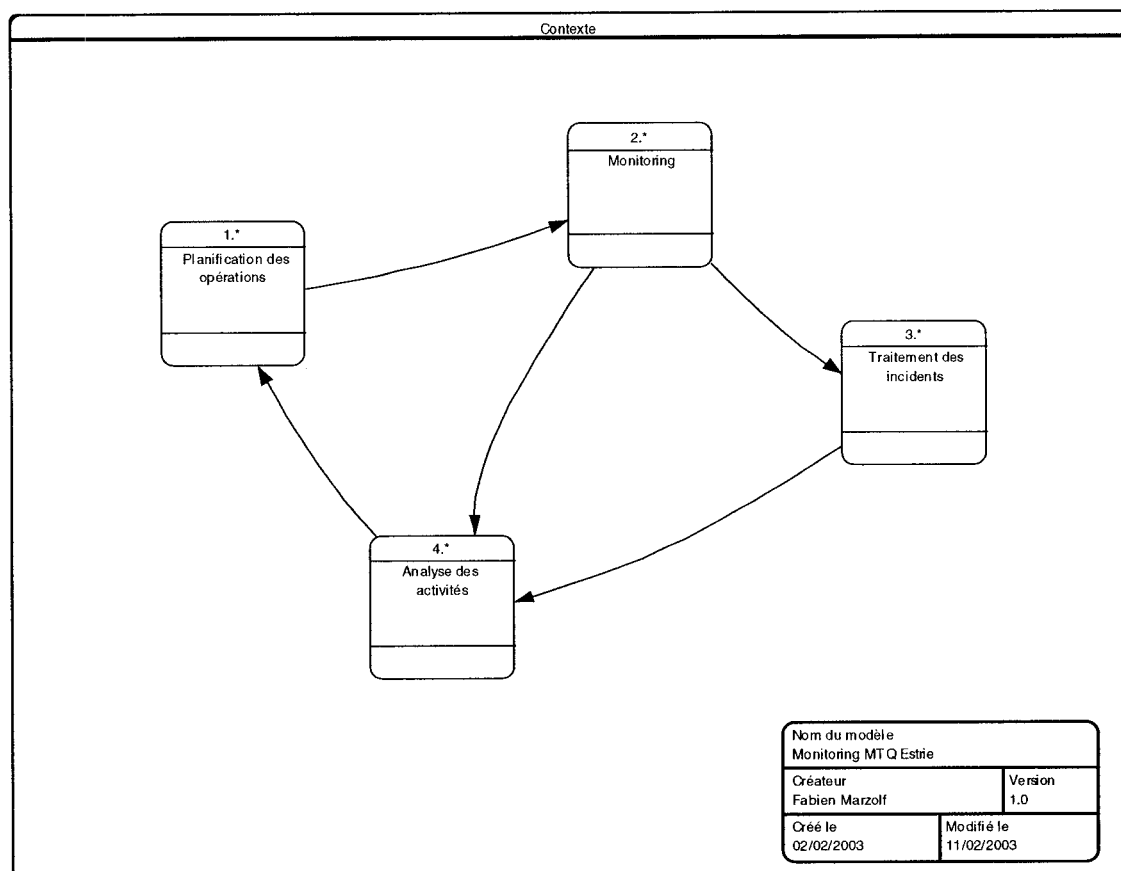 Contexte
2.*
Monitoring
1.*
Planification des
opérations
3.*
Traitement des
incidents
4.*
Analyse des
activités
Nom du modèle
Monitoring MTQ Estrie
Créateur
Fabien Marzolf
Version
1.0
Créé le
02/02/2003
Modifié le
11/02/2003